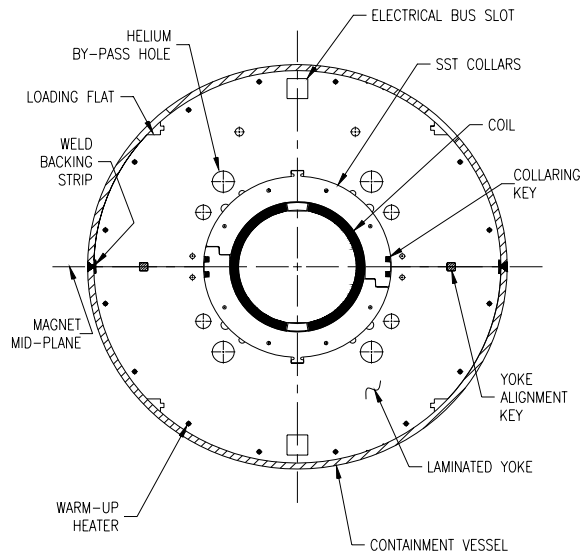 ELECTRICAL BUS SLOT
HELIUM
BY-PASS HOLE
SST COLLARS
LOADING FLAT
COIL
WELD
BACKING
STRIP
COLLARING
KEY
MAGNET
MID-PLANE
YOKE
ALIGNMENT
KEY
LAMINATED YOKE
WARM-UP
HEATER
CONTAINMENT VESSEL